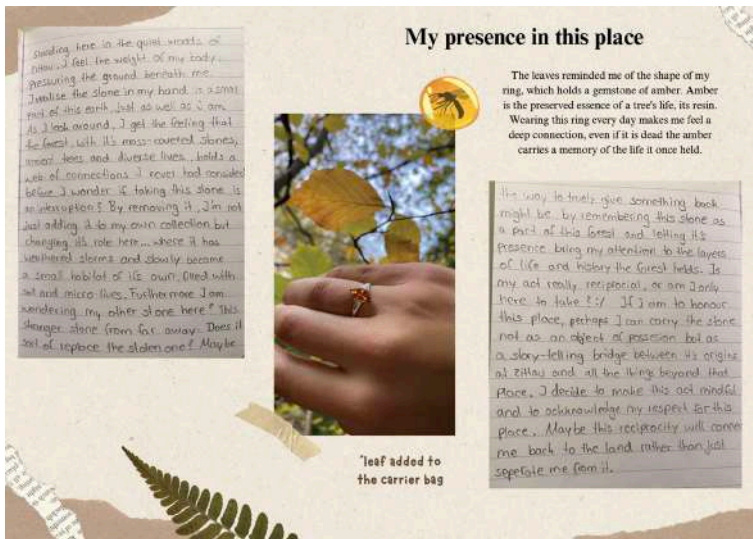 My presence in this place
The leaves reminded me of the shape of my
ring, which holds a gemstone of amber. Amber
is the preserved essence of a tree's life, its resin.
Wearing this ring every day makes me feel a
deep connection, even if it is dead the amber
carries a memory of the life it once held.
standing here in the quiet woods of
Zittau, I feel the weight of my body
pressuring the ground beneath me.
I realise the stone in my hand is a small
part of this earth, just as well as i am.
As I look around, I get the feeling that
the forest, with it's moss-covered stones,
trees and diverse lives, holds a
web of connections I never had considered
before. I wonder if taking this stone is
an interruption? By removing it, I'm not
just adding it to my own collection but
changing its role here... where it has
weathered storms and slowly become
a small habitat of it's own, filled with
soil and micro lives. Furthermore I am
wondering my other stone here? This
stranger stone from far away. Does it
sort of replace the stolen one? Maybe
the way to truely give something back
might be by remembering this stone as
a part of this forest and letting it's
presence bring my attention to the layers
of life and history the forest holds. Is
my act really reciprocial, or am I only
here to take? :/ If I am to honour
this place, perhaps I can carry the stone
not as an object of possesion but as
a story-telling bridge between it's origins
at Zittau and all the things beyond that
place. I decide to make this act mindful
and to ackhnowledge my respect for this
place. Maybe this reciprocity will connect
me back to the land rather than just
seperate me from it.
*leaf added to
the carrier bag